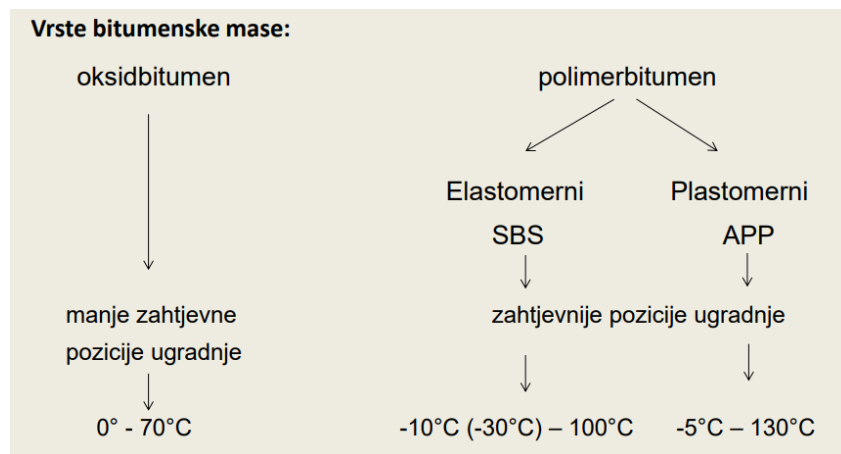 Vrste bitumenske mase:
oksidbitumen
polimerbitumen
Elastomerni
Plastomerni
SBS
APP
manje zahtjevne
pozicije ugradnje
zahtjevnije pozicije ugradnje
0° - 70°C
-10°C (-30°C) – 100°C
-5°C – 130°C